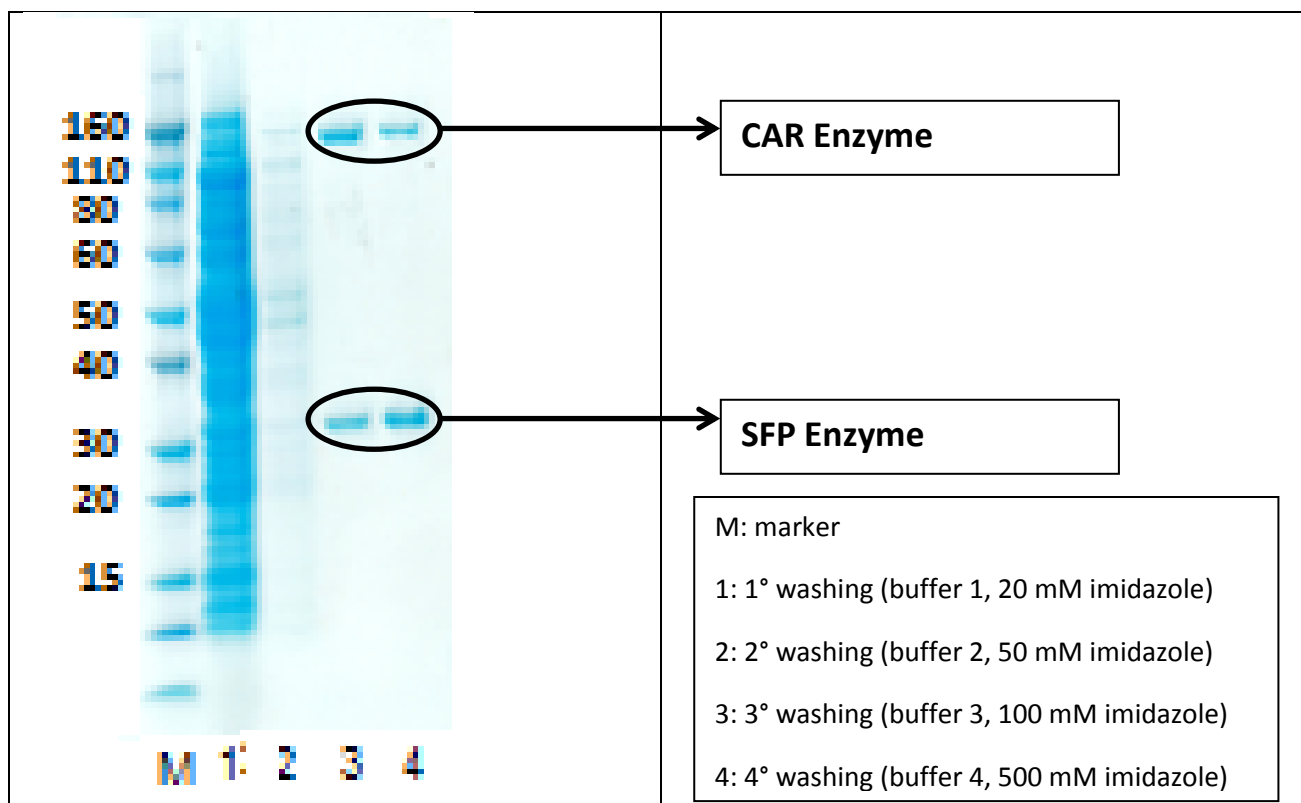 160
110
80
60
50
40
30
20
15
M 1: 2 3 4
CAR Enzyme
SFP Enzyme
M: marker
1: 1° washing (buffer 1, 20 mM imidazole)
2: 2° washing (buffer 2, 50 mM imidazole)
3: 3° washing (buffer 3, 100 mM imidazole)
4: 4° washing (buffer 4, 500 mM imidazole)